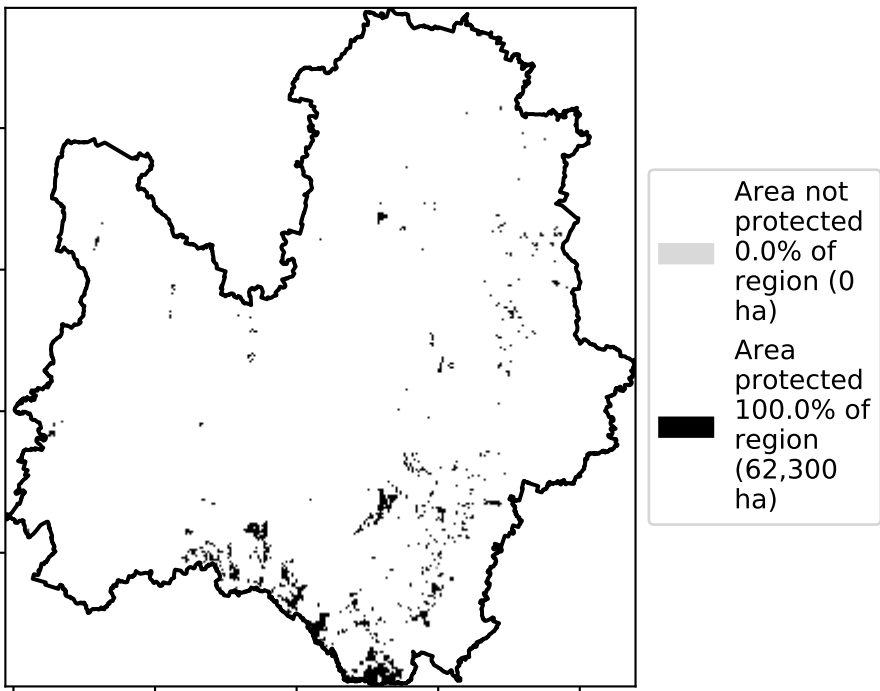 Area not
protected
0.0% of
region (0
ha)
Area
protected
100.0% of
region
(62,300
ha)